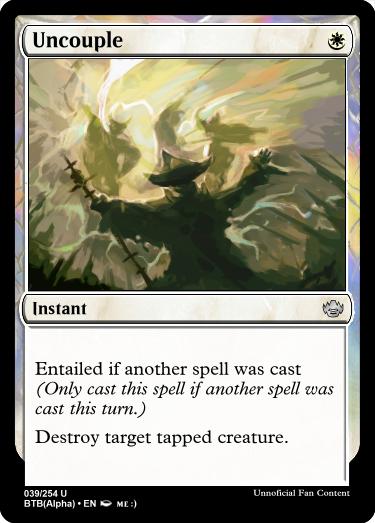 Uncouple
Instant
Entailed if another spell was cast
(Only cast this spell if another spell was
cast this turn.)
Destroy target tapped creature.
039/254 U
BTB(Alpha) • EN ME :)
Unnoficial Fan Content